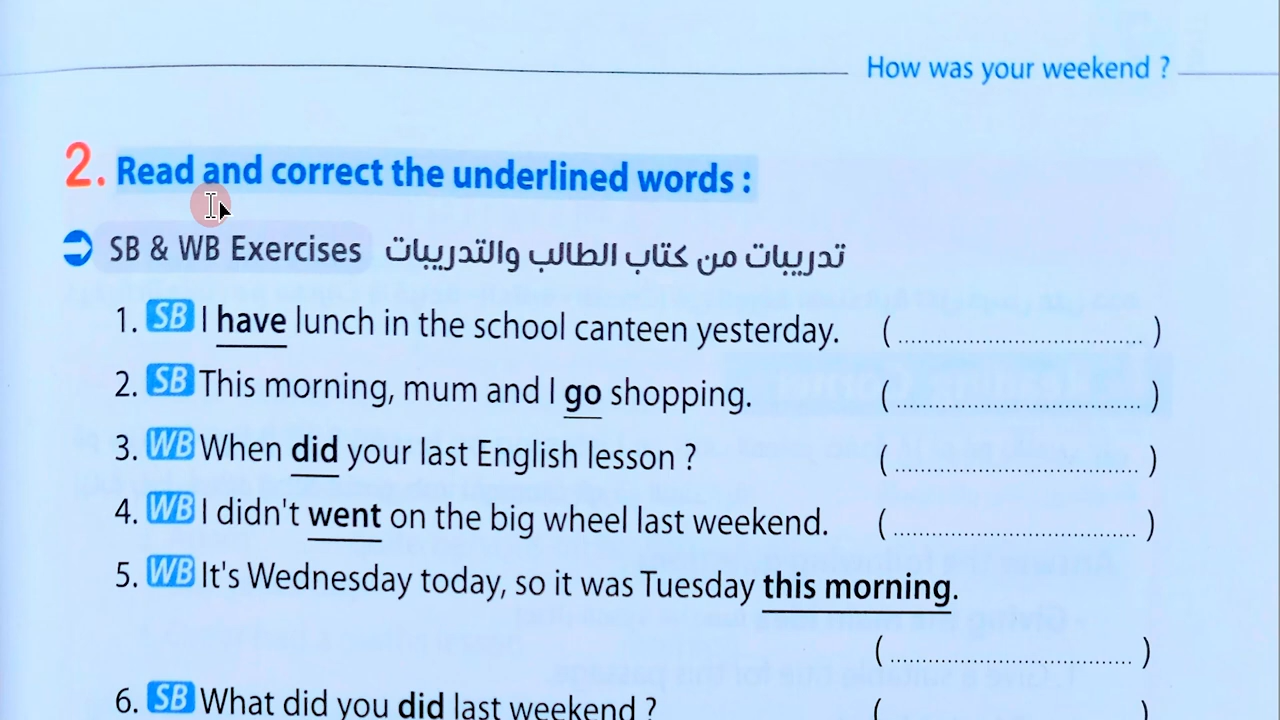 How was your weekend ?
2. Read and correct the underlined words :
SB & WB Exercises تدريبات من كتاب الطالب والتدريبات
1. SB I have lunch in the school canteen yesterday. (........................................)
2. SB This morning, mum and I go shopping. (........................................)
3. WB When did your last English lesson ? (........................................)
4. WB I didn't went on the big wheel last weekend. (........................................)
5. WB It's Wednesday today, so it was Tuesday this morning.
(........................................)
6. SB What did you did last weekend ? (........................................)